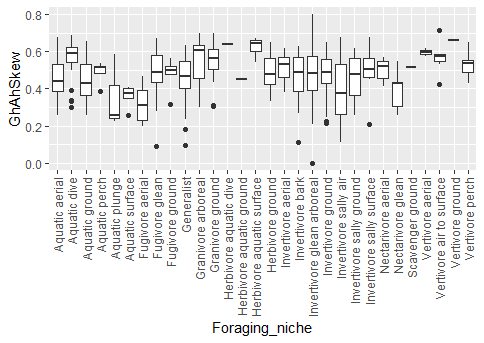 GhAhSkew
0.8
0.6
0.4
0.2
0.0
Aquatic aerial
Aquatic dive
Aquatic ground
Aquatic perch
Aquatic plunge
Aquatic surface
Fugivore aerial
Fugivore glean
Fugivore ground
Generalist
Granivore arboreal
Granivore ground
Herbivore aquatic dive
Herbivore aquatic ground
Herbivore aquatic surface
Herbivore ground
Invertivore aerial
Invertivore bark
Invertivore glean arboreal
Invertivore ground
Invertivore sally air
Invertivore sally ground
Invertivore sally surface
Nectarivore aerial
Nectarivore glean
Scavenger ground
Vertivore aerial
Vertivore air to surface
Vertivore ground
Vertivore perch
Foraging_niche